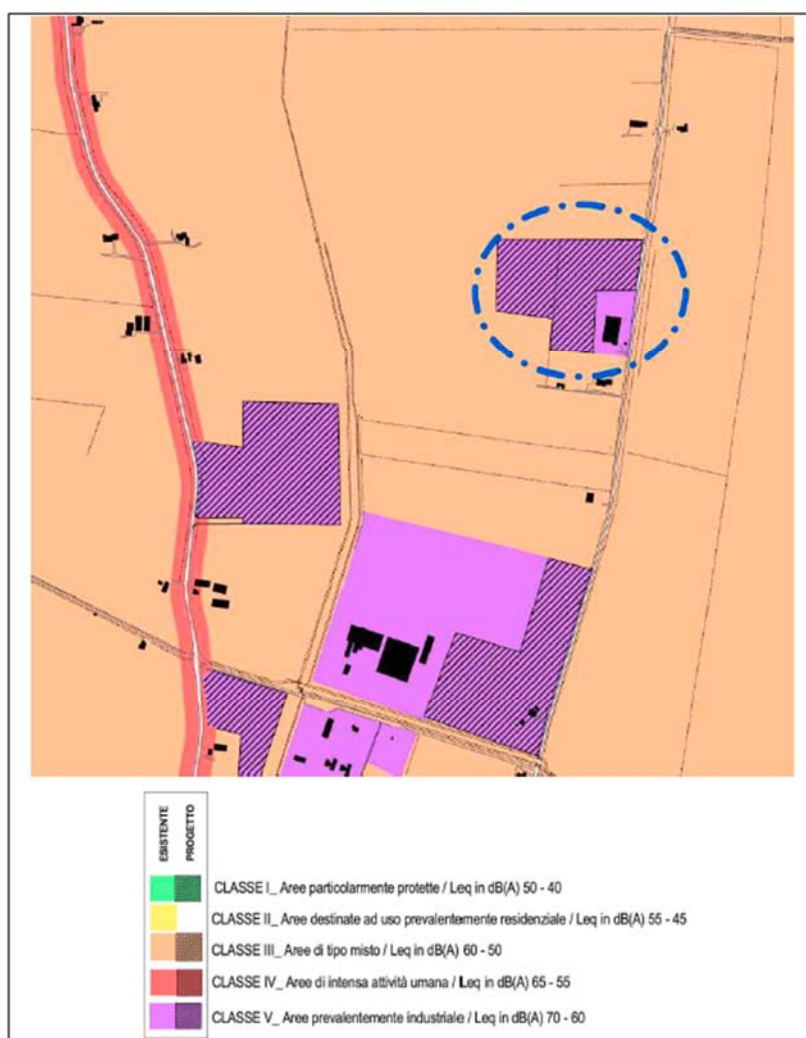 ESISTENTE
PROGETTO
CLASSE I_ Aree particolarmente protette / Leq in dB(A) 50 - 40
CLASSE II_ Aree destinate ad uso prevalentemente residenziale / Leq in dB(A) 55 - 45
CLASSE III_ Aree di tipo misto / Leq in dB(A) 60 - 50
CLASSE IV_ Aree di intensa attività umana / Leq in dB(A) 65 - 55
CLASSE V_ Aree prevalentemente industriale / Leq in dB(A) 70 - 60